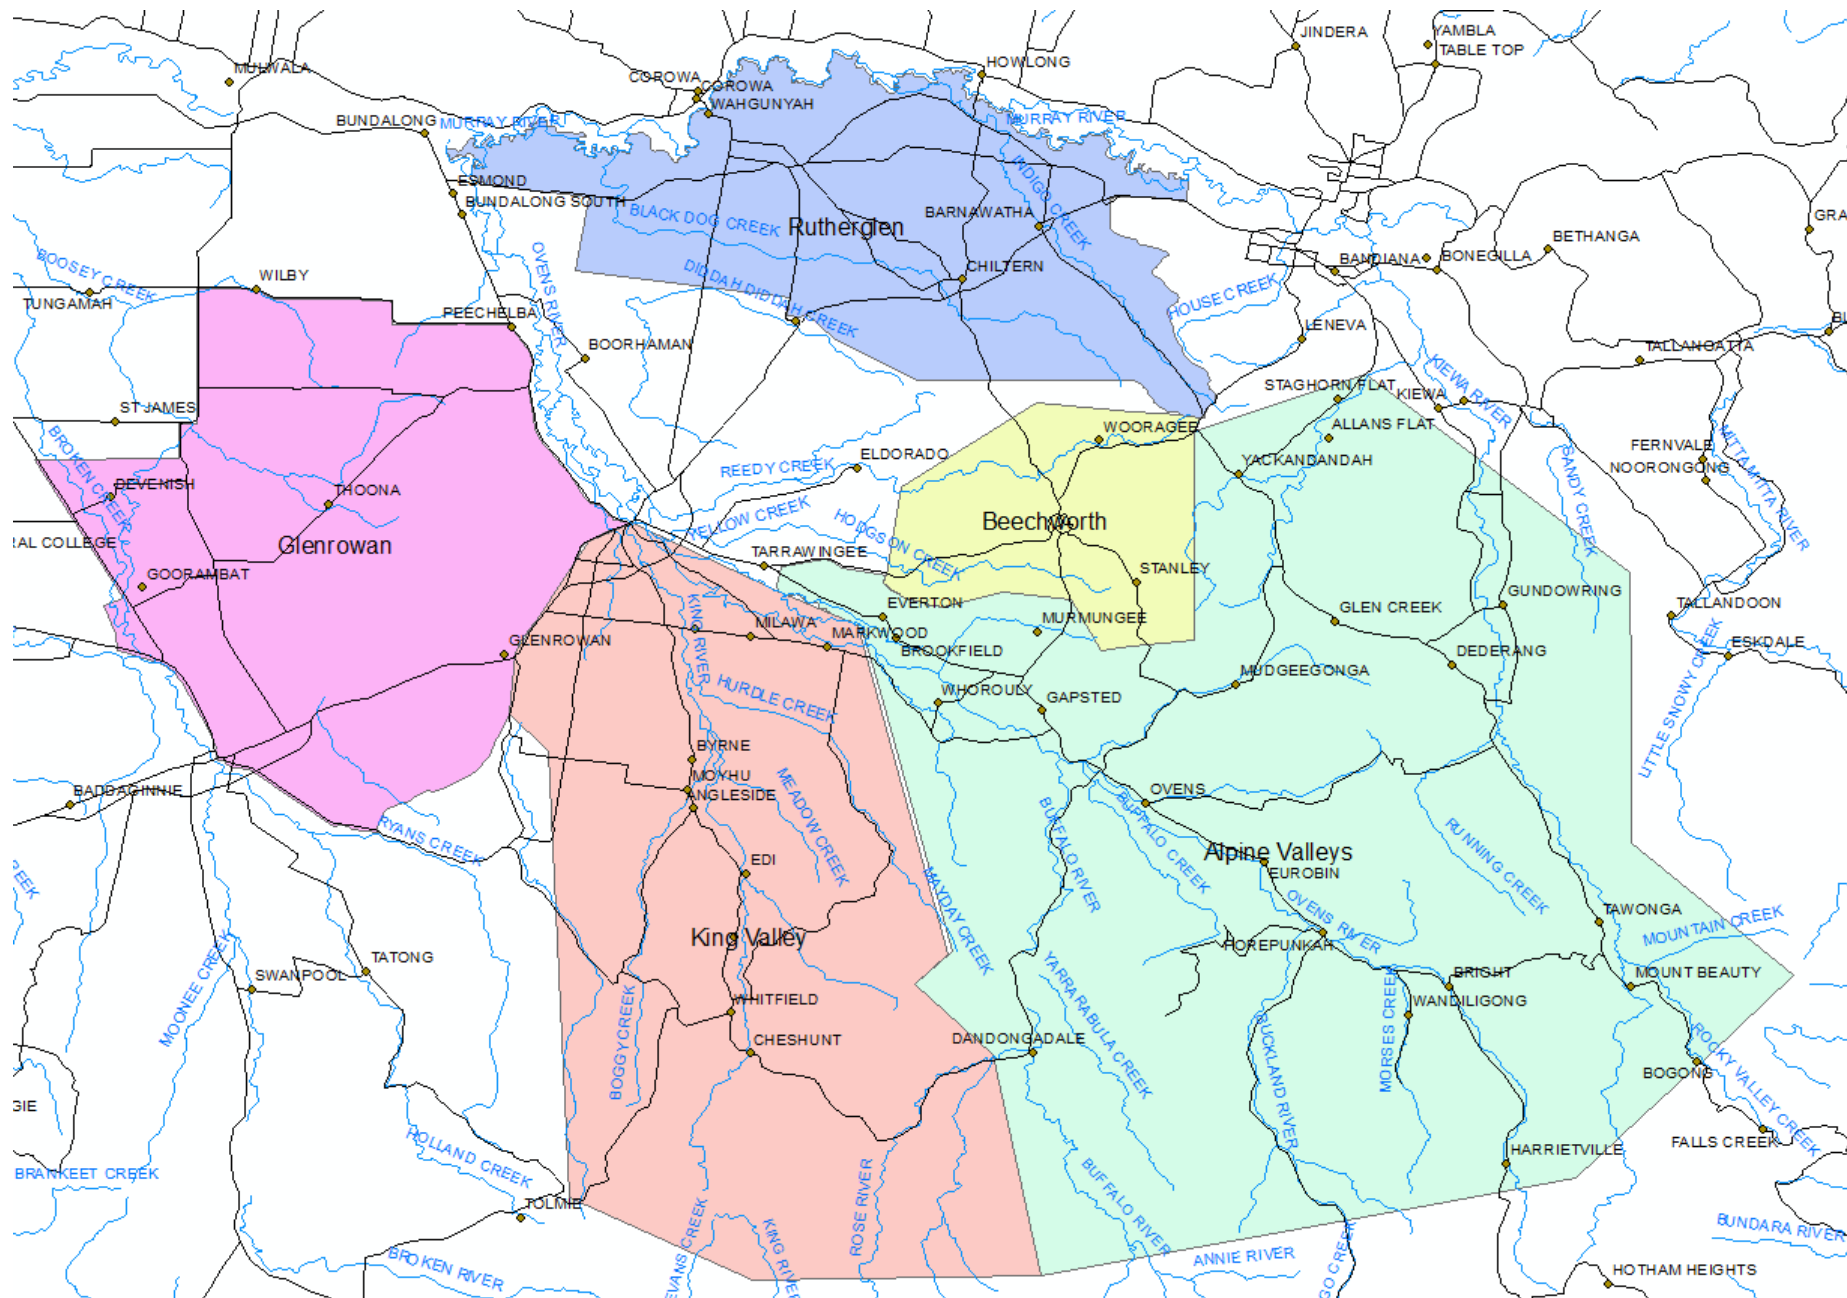 JINDERA
YAMBLA
TABLE TOP
HOWLONG
MULWALA
COROWA
COROWA
WAHGUNYAH
BUNDALONG
MURRAY RIVER
MURRAY RIVER
ESMOND
BUNDALONG SOUTH
INDIGO CREEK
BLACK DOG CREEK
Rutherglen
BARNAWATHA
GRA
BETHANGA
BANDIANA
BONEGILLA
BOOSEY CREEK
WILBY
TUNGAMAH
OVENS RIVER
DIDDAH DIDDAH CREEK
CHILTERN
HOUSE CREEK
PEECHELBA
BOORHAMAN
LENEVA
BU
TALLANGATTA
KIEWA RIVER
STAGHORN FLAT
KIEWA
ST JAMES
BROKEN CREEK
WOORAGEE
ALLANS FLAT
ELDORADO
REEDY CREEK
YACKANDANDAH
FERNVALE
NOORONGONG
MITTA MITTA RIVER
SANDY CREEK
DEVENISH
THOONA
YELLOW CREEK
HODGSON CREEK
Beechworth
RAL COLLEGE
Glenrowan
TARRAWINGEE
GOORAMBAT
STANLEY
EVERTON
GLEN CREEK
GUNDOWRING
TALLANDOON
KING RIVER
MILAWA
MARKWOOD
MURMUNGEE
GLENROWAN
BROOKFIELD
DEDERANG
ESKDALE
MUDGEEGONGA
HURDLE CREEK
WHOROULY
GAPSTED
LITTLE SNOWY CREEK
BYRNE
MOYHU
ANGLESIDE
MEADOW CREEK
BADDAGINNIE
OVENS
BUFFALO RIVER
BUFFALO CREEK
RYANS CREEK
RUNNING CREEK
Alpine Valleys
EUROBIN
EDI
EEK
MAYDAY CREEK
OVENS RIVER
TAWONGA
MOUNTAIN CREEK
King Valley
POREPUNKAH
MOONEE CREEK
SWANPOOL
TATONG
YARRARABULA CREEK
BRIGHT
WANDILIGONG
MOUNT BEAUTY
WHITFIELD
BOGGY CREEK
CHESHUNT
DANDONGADALE
BUCKLAND RIVER
MORSES CREEK
ROCKY VALLEY CREEK
BOGONG
GIE
FALLS CREEK
HOLLAND CREEK
HARRIETVILLE
BRANKEET CREEK
TOLMIE
EVANS CREEK
KING RIVER
ROSE RIVER
BUFFALO RIVER
BUNDARA RIVER
BROKEN RIVER
ANNIE RIVER
GO CREEK
HOTHAM HEIGHTS